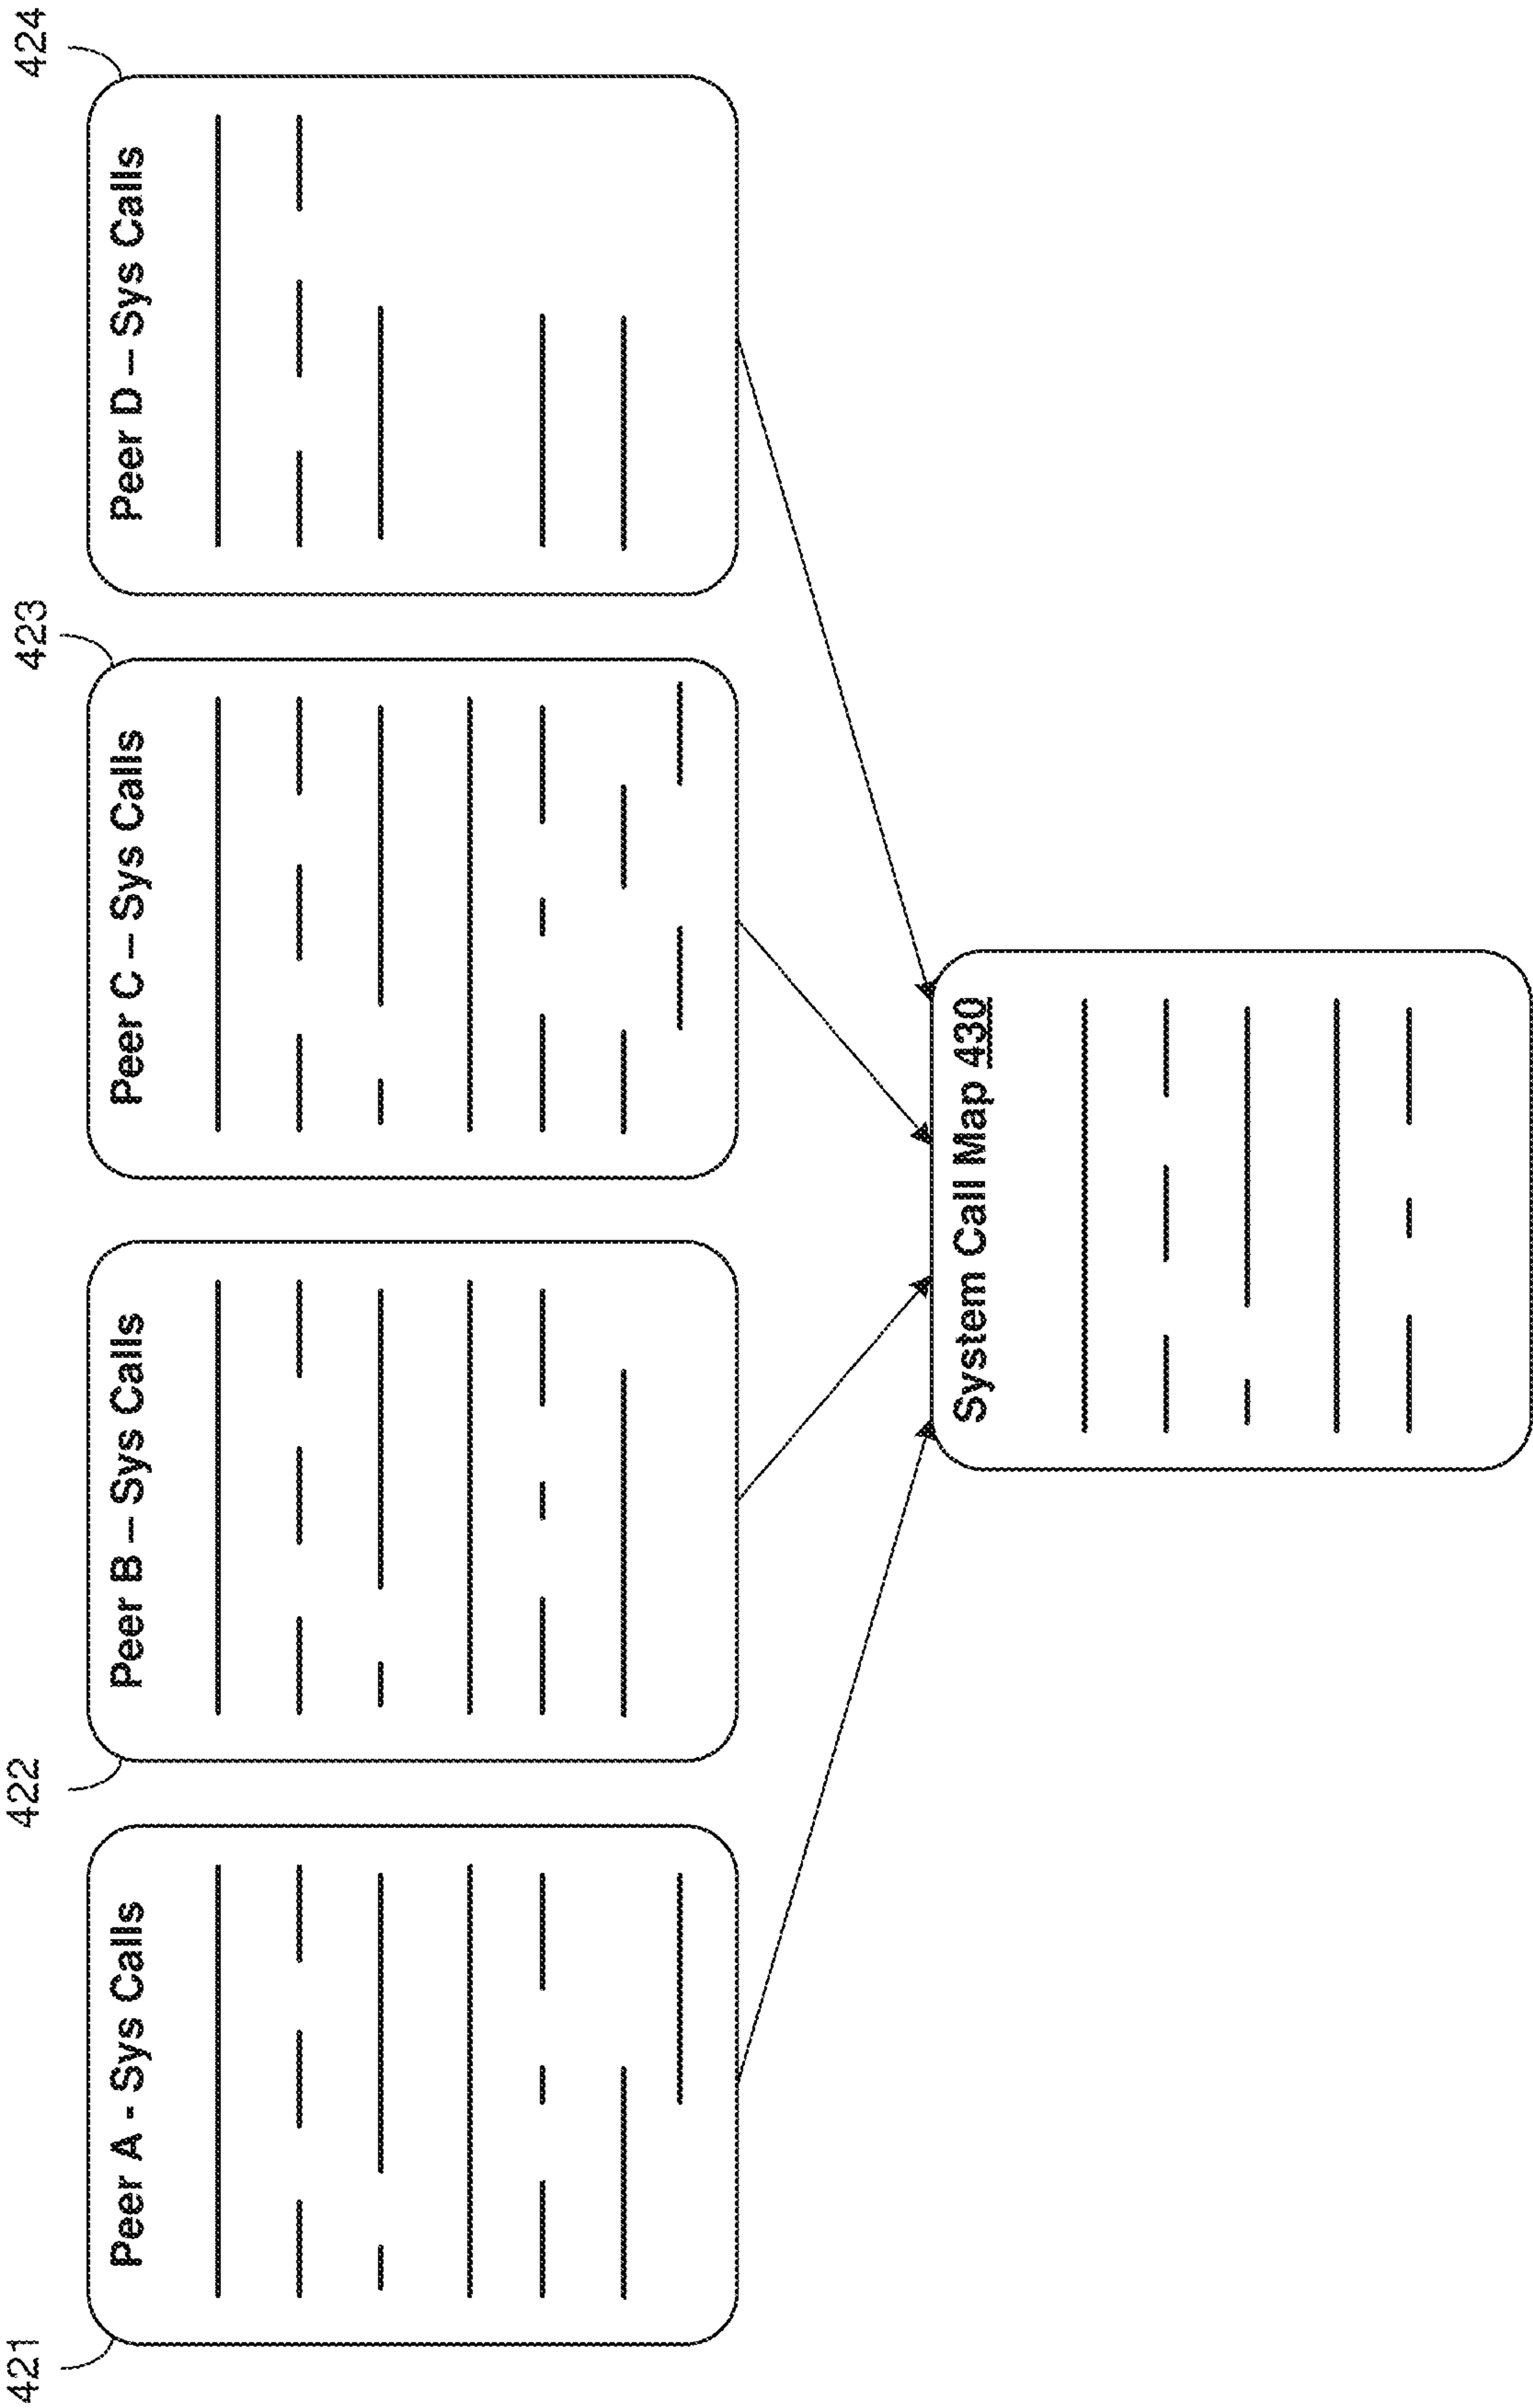 421
422
423
424
Peer A - Sys Calls
Peer B – Sys Calls
Peer C – Sys Calls
Peer D – Sys Calls
System Call Map 430